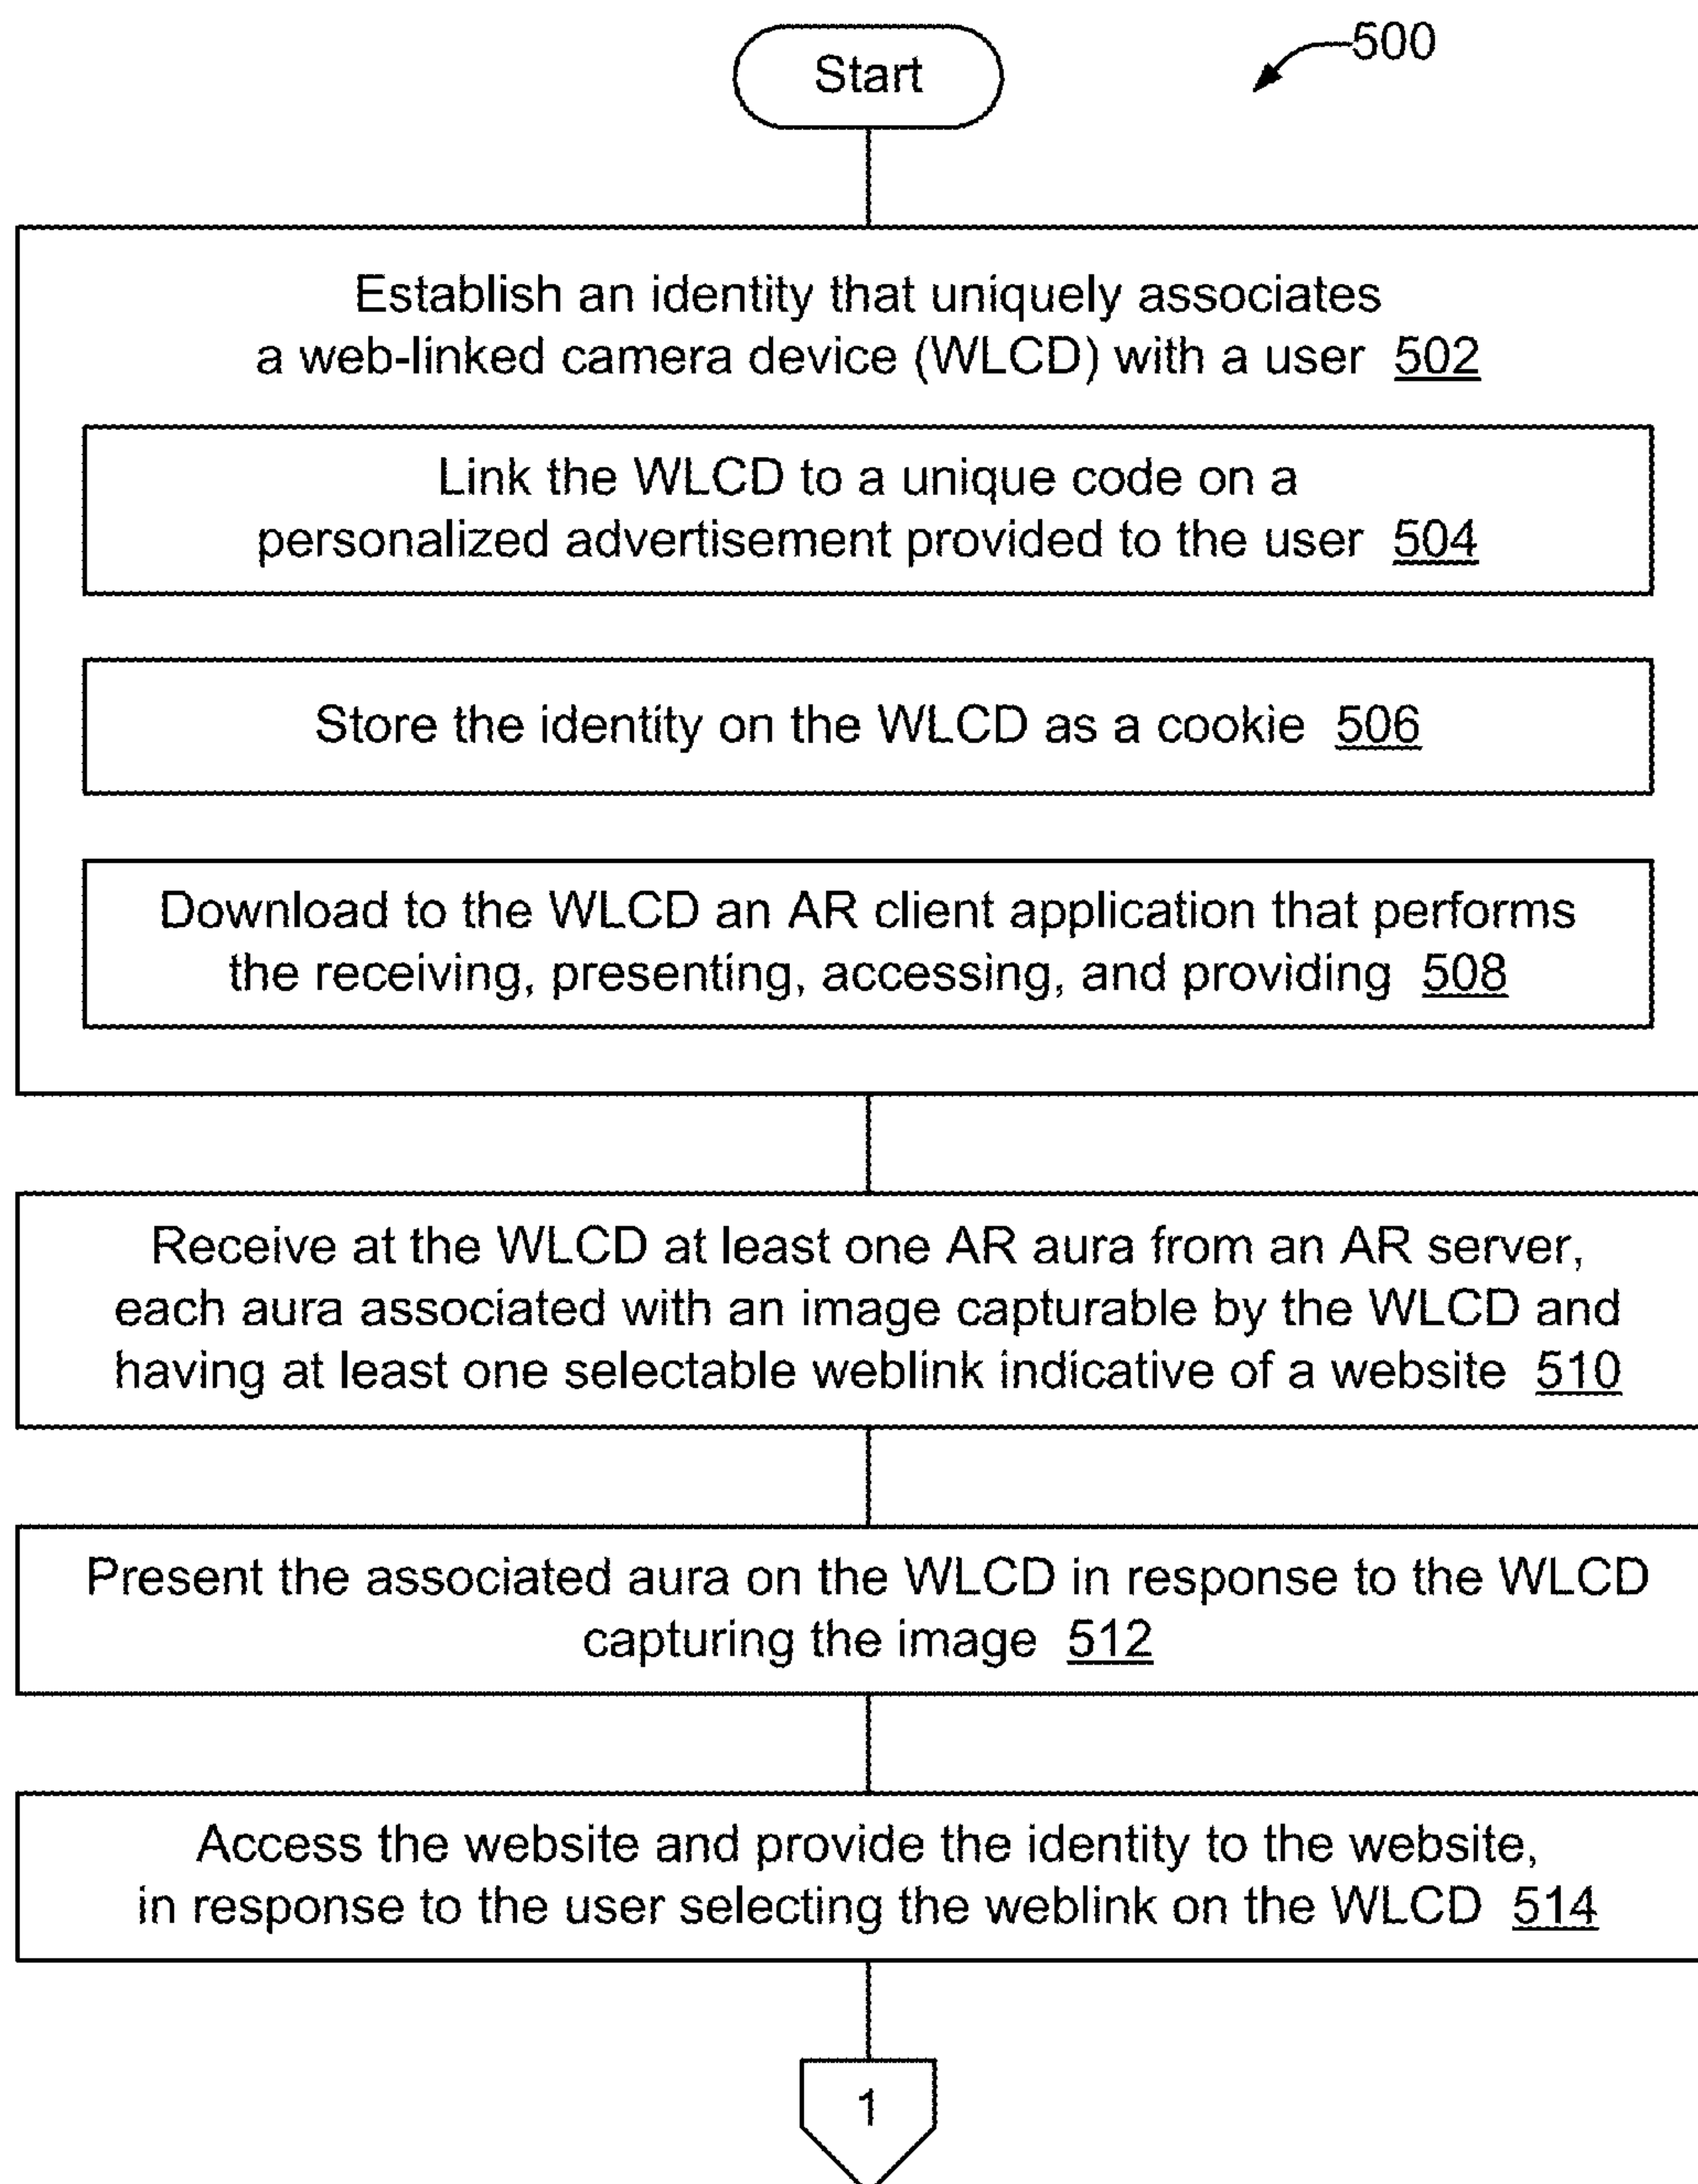 Start
500
Establish an identity that uniquely associates
a web-linked camera device (WLCD) with a user 502
Link the WLCD to a unique code on a
personalized advertisement provided to the user 504
Store the identity on the WLCD as a cookie 506
Download to the WLCD an AR client application that performs
the receiving, presenting, accessing, and providing 508
Receive at the WLCD at least one AR aura from an AR server,
each aura associated with an image capturable by the WLCD and
having at least one selectable weblink indicative of a website 510
Present the associated aura on the WLCD in response to the WLCD
capturing the image 512
Access the website and provide the identity to the website,
in response to the user selecting the weblink on the WLCD 514
1